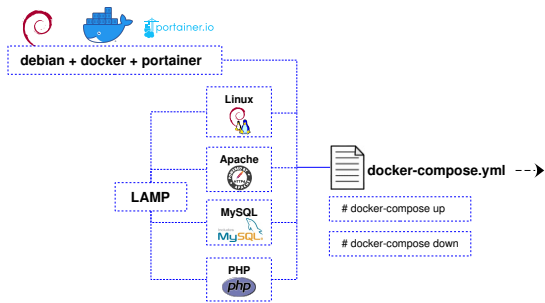 portainer.io
debian + docker + portainer
Linux
Apache
LAMP
MySQL
MySQL
PHP
php
docker-compose.yml
# docker-compose up
# docker-compose down